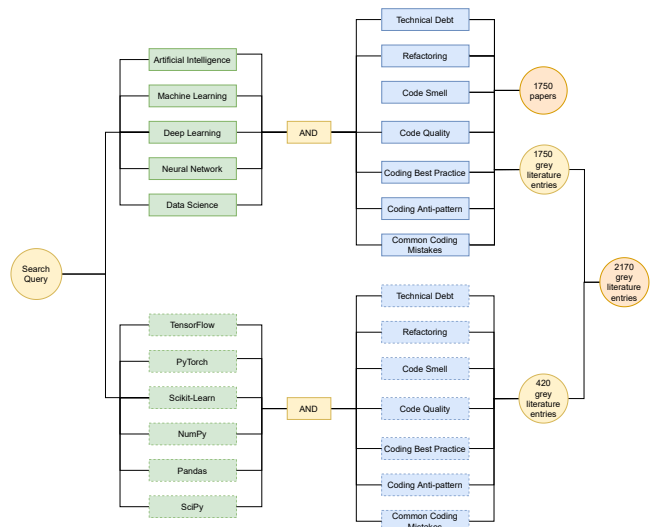 Search
Query
Artificial Intelligence
Machine Learning
Deep Learning
Neural Network
Data Science
AND
Technical Debt
Refactoring
Code Smell
Code Quality
Coding Best Practice
Coding Anti-pattern
Common Coding
Mistakes
1750
papers
1750
grey
literature
entries
TensorFlow
PyTorch
Scikit-Learn
NumPy
Pandas
SciPy
AND
Technical Debt
Refactoring
Code Smell
Code Quality
Coding Best Practice
Coding Anti-pattern
Common Coding
Mistakes
420
grey
literature
entries
2170
grey
literature
entries